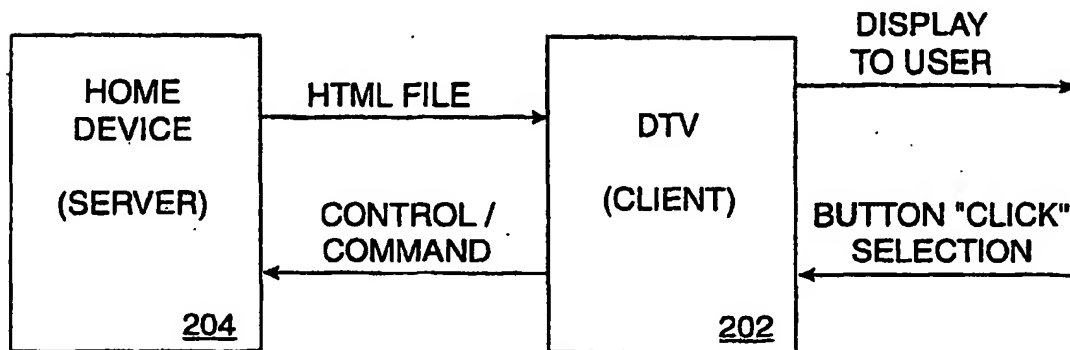 HOME
DEVICE
(SERVER)
204
HTML FILE
CONTROL /
COMMAND
DTV
(CLIENT)
202
DISPLAY
TO USER
BUTTON "CLICK"
SELECTION